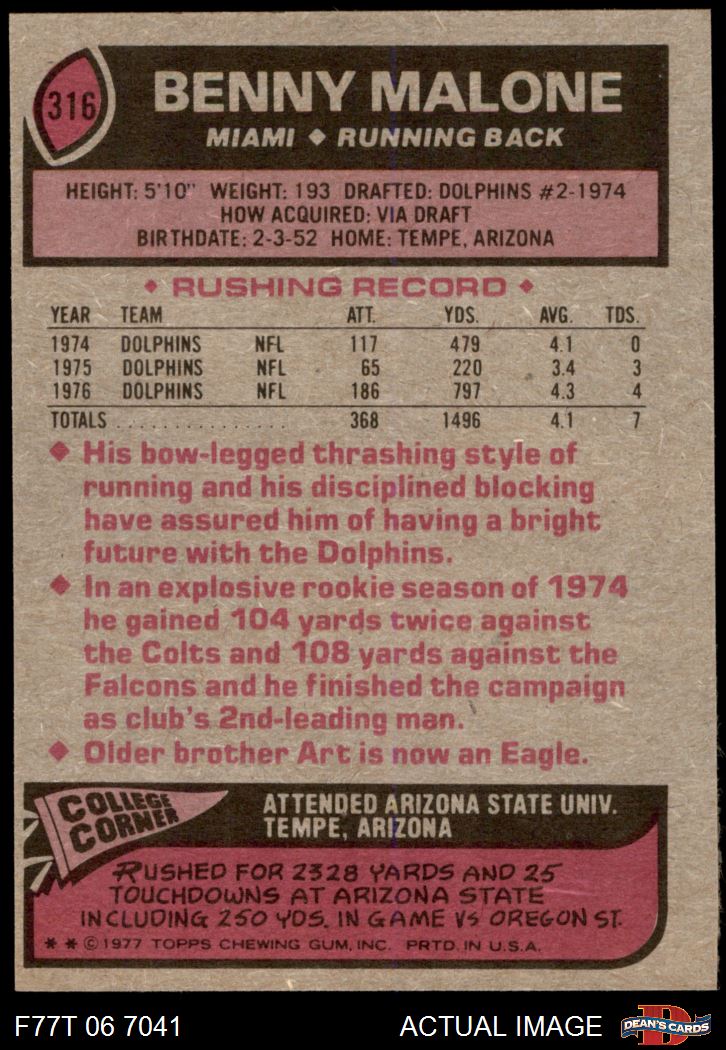 316
BENNY MALONE
MIAMI ◆ RUNNING BACK
HEIGHT: 5'10" WEIGHT: 193 DRAFTED: DOLPHINS #2-1974
HOW ACQUIRED: VIA DRAFT
BIRTHDATE: 2-3-52 HOME: TEMPE, ARIZONA
◆ RUSHING RECORD ◆
YEAR TEAM ATT. YDS. AVG. TDS.
1974 DOLPHINS NFL 117 479 4.1 0
1975 DOLPHINS NFL 65 220 3.4 3
1976 DOLPHINS NFL 186 797 4.3 4
TOTALS . . . . . . . . . . . . . . . 368 1496 4.1 7
◆ His bow-legged thrashing style of
running and his disciplined blocking
have assured him of having a bright
future with the Dolphins.
◆ In an explosive rookie season of 1974
he gained 104 yards twice against
the Colts and 108 yards against the
Falcons and he finished the campaign
as club's 2nd-leading man.
◆ Older brother Art is now an Eagle.
COLLEGE
CORNER
ATTENDED ARIZONA STATE UNIV.
TEMPE, ARIZONA
RUSHED FOR 2328 YARDS AND 25
TOUCHDOWNS AT ARIZONA STATE
INCLUDING 250 YDS. IN GAME VS OREGON ST.
* * © 1977 TOPPS CHEWING GUM, INC. PRTD. IN U.S.A.
F77T 06 7041 ACTUAL IMAGE
D
DEAN'S CARDS